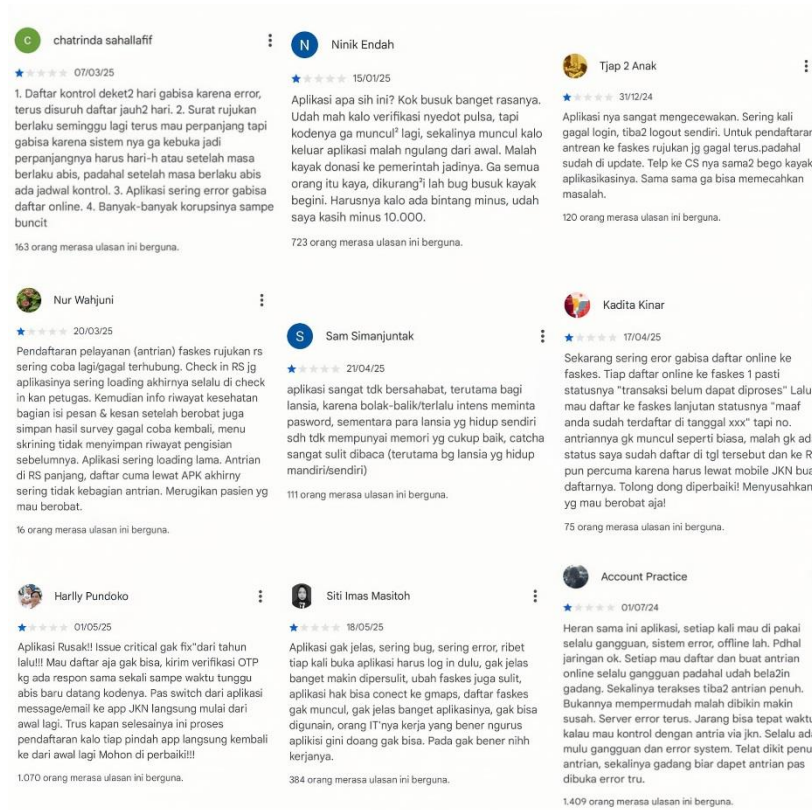 chatrinda sahallafif
07/03/25
1. Daftar kontrol deket2 hari gabisa karena error,
terus disuruh daftar jauh2 hari. 2. Surat rujukan
berlaku seminggu lagi terus mau perpanjang tapi
gabisa karena sistem nya ga kebuka jadi
perpanjangnya harus hari-h atau setelah masa
berlaku abis, padahal setelah masa berlaku abis
ada jadwal kontrol. 3. Aplikasi sering error gabisa
daftar online. 4. Banyak-banyak korupsinya sampe
buncit
163 orang merasa ulasan ini berguna.
N
Ninik Endah
15/01/25
Aplikasi apa sih ini? Kok busuk banget rasanya.
Udah mah kalo verifikasi nyedot pulsa, tapi
kodenya ga muncul² lagi, sekalinya muncul kalo
keluar aplikasi malah ngulang dari awal. Malah
kayak donasi ke pemerintah jadinya. Ga semua
orang itu kaya, dikurang²i lah bug busuk kayak
begini. Harusnya kalo ada bintang minus, udah
saya kasih minus 10.000.
723 orang merasa ulasan ini berguna.
Tjap 2 Anak
31/12/24
Aplikasi nya sangat mengecewakan. Sering kali
gagal login, tiba2 logout sendiri. Untuk pendaftaran
antrean ke faskes rujukan jg gagal terus.padahal
sudah di update. Telp ke CS nya sama2 bego kayak
aplikasikasinya. Sama sama ga bisa memecahkan
masalah.
120 orang merasa ulasan ini berguna.
Nur Wahjuni
20/03/25
Pendaftaran pelayanan (antrian) faskes rujukan rs
sering coba lagi/gagal terhubung. Check in RS jg
aplikasinya sering loading akhirnya selalu di check
in kan petugas. Kemudian info riwayat kesehatan
bagian isi pesan & kesan setelah berobat juga
simpan hasil survey gagal coba kembali, menu
skrining tidak menyimpan riwayat pengisian
sebelumnya. Aplikasi sering loading lama. Antrian
di RS panjang, daftar cuma lewat APK akhirny
sering tidak kebagian antrian. Merugikan pasien yg
mau berobat.
16 orang merasa ulasan ini berguna.
S
Sam Simanjuntak
21/04/25
aplikasi sangat tdk bersahabat, terutama bagi
lansia, karena bolak-balik/terlalu intens meminta
pasword, sementara para lansia yg hidup sendiri
sdh tdk mempunyai memori yg cukup baik, catcha
sangat sulit dibaca (terutama bg lansia yg hidup
mandiri/sendiri)
111 orang merasa ulasan ini berguna.
Kadita Kinar
17/04/25
Sekarang sering eror gabisa daftar online ke
faskes. Tiap daftar online ke faskes 1 pasti
statusnya "transaksi belum dapat diproses" Lalu
mau daftar ke faskes lanjutan statusnya "maaf
anda sudah terdaftar di tanggal xxx" tapi no.
antriannya gk muncul seperti biasa, malah gk ad
status saya sudah daftar di tgl tersebut dan ke R
pun percuma karena harus lewat mobile JKN bua
daftarnya. Tolong dong diperbaiki! Menyusahkan
yg mau berobat aja!
75 orang merasa ulasan ini berguna.
Harlly Pundoko
01/05/25
Aplikasi Rusak!! Issue critical gak fix"dari tahun
lalu!!! Mau daftar aja gak bisa, kirim verifikasi OTP
kg ada respon sama sekali sampe waktu tunggu
abis baru datang kodenya. Pas switch dari aplikasi
message/email ke app JKN langsung mulai dari
awal lagi. Trus kapan selesainya ini proses
pendaftaran kalo tiap pindah app langsung kembali
ke dari awal lagi Mohon di perbaiki!!!
1.070 orang merasa ulasan ini berguna.
Siti Imas Masitoh
18/05/25
Aplikasi gak jelas, sering bug, sering error, ribet
tiap kali buka aplikasi harus log in dulu, gak jelas
banget makin dipersulit, ubah faskes juga sulit,
aplikasi hak bisa conect ke gmaps, daftar faskes
gak muncul, gak jelas banget aplikasinya, gak bisa
digunain, orang IT'nya kerja yang bener ngurus
aplikisi gini doang gak bisa. Pada gak bener nihh
kerjanya.
384 orang merasa ulasan ini berguna.
Account Practice
01/07/24
Heran sama ini aplikasi, setiap kali mau di pakai
selalu gangguan, sistem error, offline lah. Pdhal
jaringan ok. Setiap mau daftar dan buat antrian
online selalu gangguan padahal udah bela2in
gadang. Sekalinya terakses tiba2 antrian penuh.
Bukannya mempermudah malah dibikin makin
susah. Server error terus. Jarang bisa tepat waktu
kalau mau kontrol dengan antria via jkn. Selalu ada
mulu gangguan dan error system. Telat dikit penu
antrian, sekalinya gadang biar dapet antrian pas
dibuka error tru.
1.409 orang merasa ulasan ini berguna.